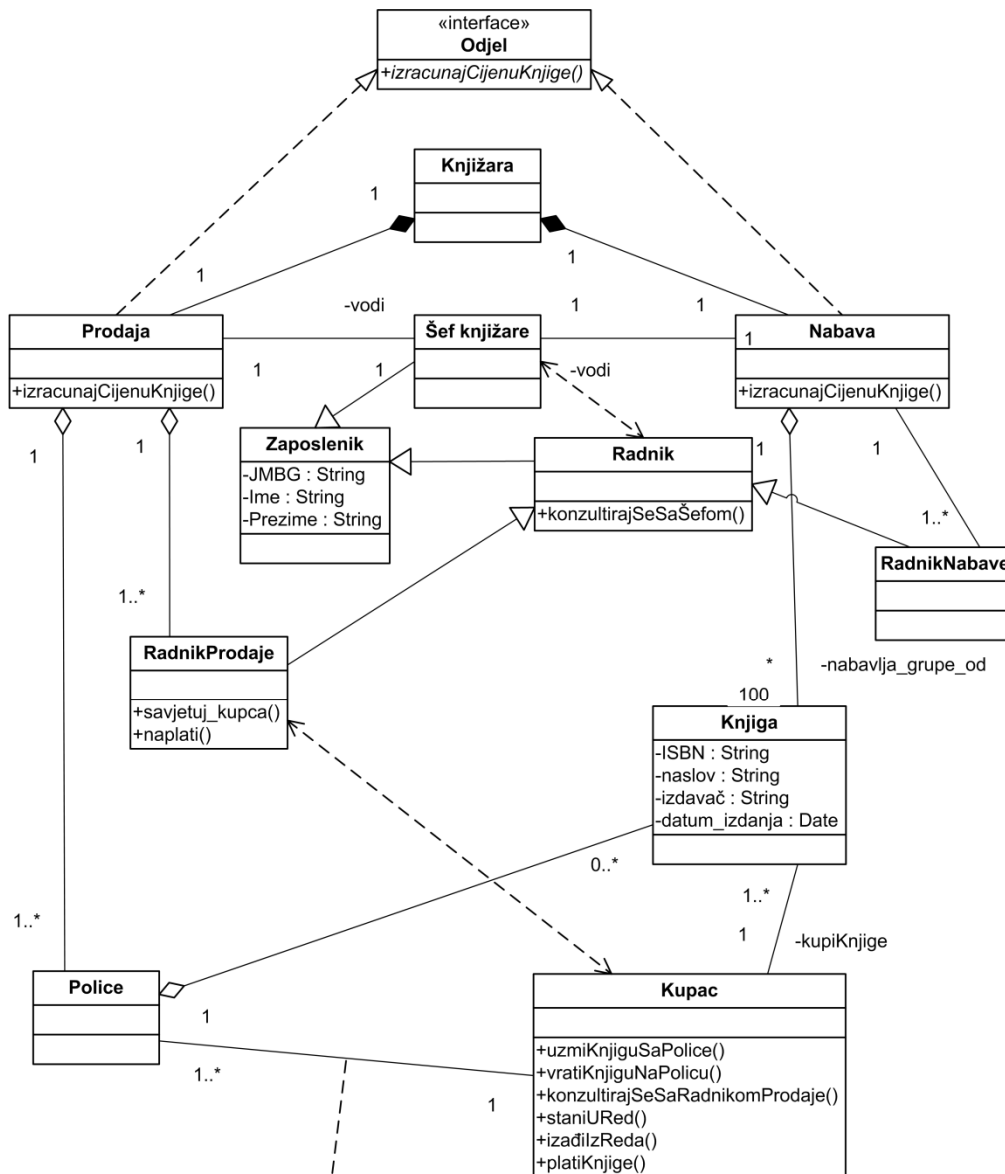 «interface»
Odjel
+izracunajCijenuKnjige()
Knjižara
1
1
1
1
-vodi
1
1
Prodaja
+izracunajCijenuKnjige()
Šef knjižare
Nabava
+izracunajCijenuKnjige()
1
1
1
-vodi
1
1
Zaposlenik
-JMBG : String
-Ime : String
-Prezime : String
Radnik
+konzultirajSeSaŠefom()
1
1
1..*
RadnikNabave
1..*
RadnikProdaje
+savjetuj_kupca()
+naplati()
*
-nabavlja_grupe_od
100
Knjiga
-ISBN : String
-naslov : String
-izdavač : String
-datum_izdanja : Date
0..*
1..*
1..*
1
-kupiKnjige
Police
1
1..*
1
Kupac
+uzmiKnjiguSaPolice()
+vratiKnjiguNaPolicu()
+konzultirajSeSaRadnikomProdaje()
+staniURed()
+izađiIzReda()
+platiKnjige()